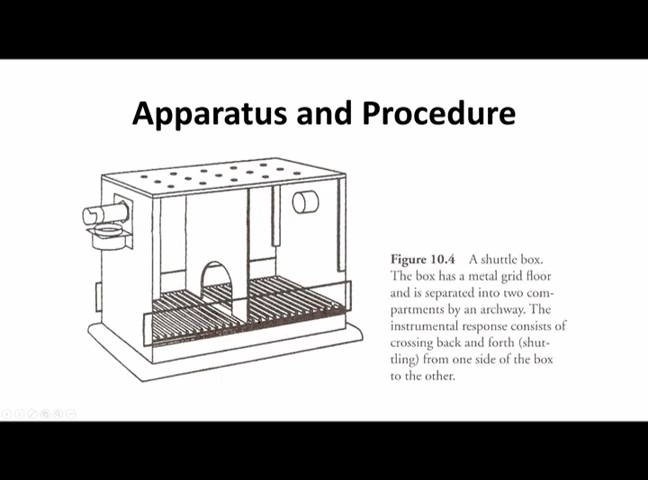 Apparatus and Procedure
Figure 10.4 A shuttle box.
The box has a metal grid floor
and is separated into two com-
partments by an archway. The
instrumental response consists of
crossing back and forth (shut-
tling) from one side of the box
to the other.